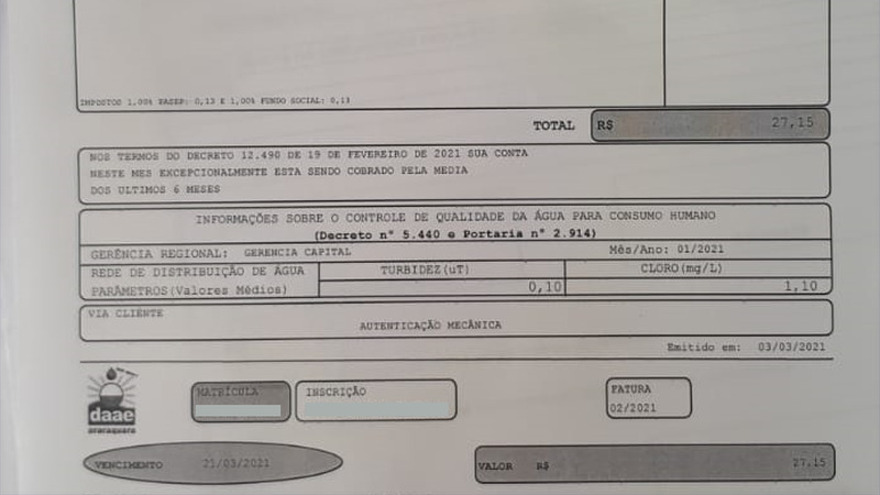 IMPOSTOS 1,00% PASEP: 0,13 E 1,00% FUNDO SOCIAL: 0,13
TOTAL R$ 27,15
NOS TERMOS DO DECRETO 12.490 DE 19 DE FEVEREIRO DE 2021 SUA CONTA
NESTE MES EXCEPCIONALMENTE ESTA SENDO COBRADO PELA MEDIA
DOS ULTIMOS 6 MESES
INFORMAÇÕES SOBRE O CONTROLE DE QUALIDADE DA ÁGUA PARA CONSUMO HUMANO
(Decreto n° 5.440 e Portaria n° 2.914)
GERÊNCIA REGIONAL: GERENCIA CAPITAL Mês/Ano: 01/2021
REDE DE DISTRIBUIÇÃO DE ÁGUA TURBIDEZ(uT) CLORO(mg/L)
PARÂMETROS(Valores Médios) 0,10 1,10
VIA CLIENTE
AUTENTICAÇÃO MECÂNICA
Emitido em: 03/03/2021
daae
araraquara
MATRÍCULA INSCRIÇÃO FATURA
02/2021
VENCIMENTO 21/03/2021 VALOR R$ 27,15